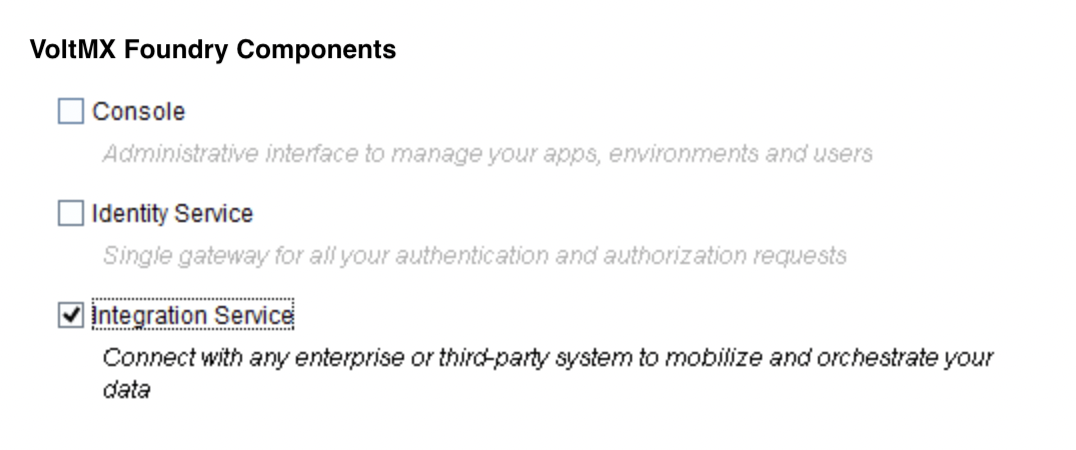 VoltMX Foundry Components
Console
Administrative interface to manage your apps, environments and users
Identity Service
Single gateway for all your authentication and authorization requests
Integration Service
Connect with any enterprise or third-party system to mobilize and orchestrate your
data